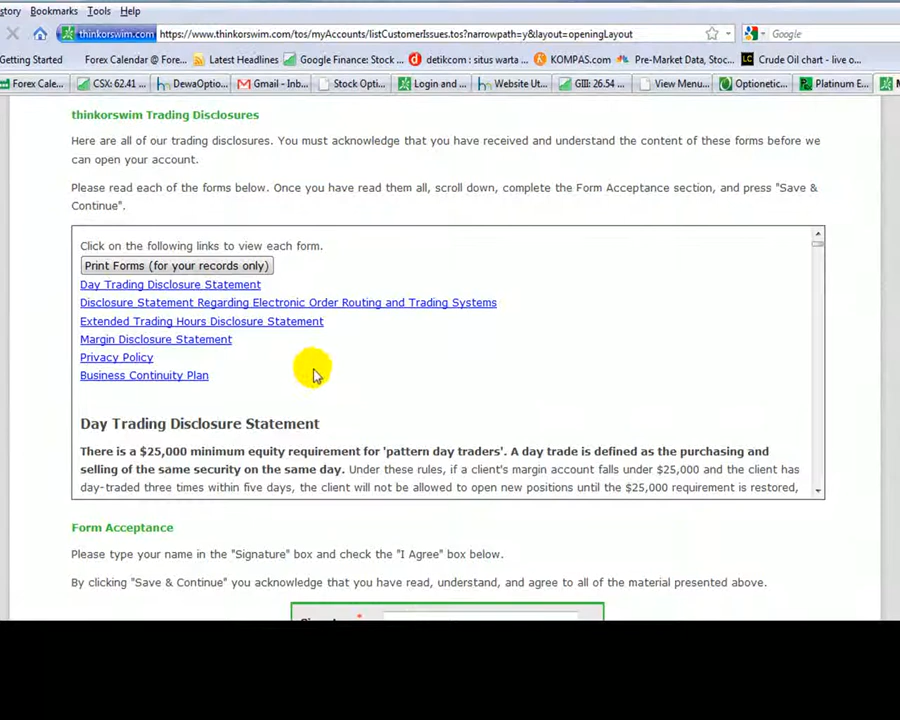 story Bookmarks Tools Help
thinkorswim.com https://www.thinkorswim.com/tos/myAccounts/listCustomerIssues.tos?narrowpath=y&layout=openingLayout Google
Getting Started Forex Calendar @ Fore... Latest Headlines Google Finance: Stock ... detikcom : situs warta ... KOMPAS.com Pre-Market Data, Stoc... Crude Oil chart - live o...
Forex Cale... CSX: 62.41 ... DewaOptio... Gmail - Inb... Stock Opti... Login and ... Website Ut... GIII: 26.54 ... View Menu... Optionetic... Platinum E... M
thinkorswim Trading Disclosures
Here are all of our trading disclosures. You must acknowledge that you have received and understand the content of these forms before we
can open your account.
Please read each of the forms below. Once you have read them all, scroll down, complete the Form Acceptance section, and press "Save &
Continue".
Click on the following links to view each form.
Print Forms (for your records only)
Day Trading Disclosure Statement
Disclosure Statement Regarding Electronic Order Routing and Trading Systems
Extended Trading Hours Disclosure Statement
Margin Disclosure Statement
Privacy Policy
Business Continuity Plan
Day Trading Disclosure Statement
There is a $25,000 minimum equity requirement for 'pattern day traders'. A day trade is defined as the purchasing and
selling of the same security on the same day. Under these rules, if a client's margin account falls under $25,000 and the client has
day-traded three times within five days, the client will not be allowed to open new positions until the $25,000 requirement is restored,
Form Acceptance
Please type your name in the "Signature" box and check the "I Agree" box below.
By clicking "Save & Continue" you acknowledge that you have read, understand, and agree to all of the material presented above.